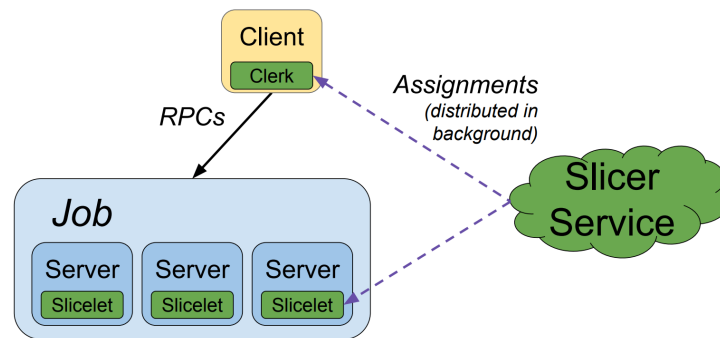 Client
Clerk
RPCs
Assignments
(distributed in
background)
Slicer
Service
Job
Server Server Server
Slicelet Slicelet Slicelet